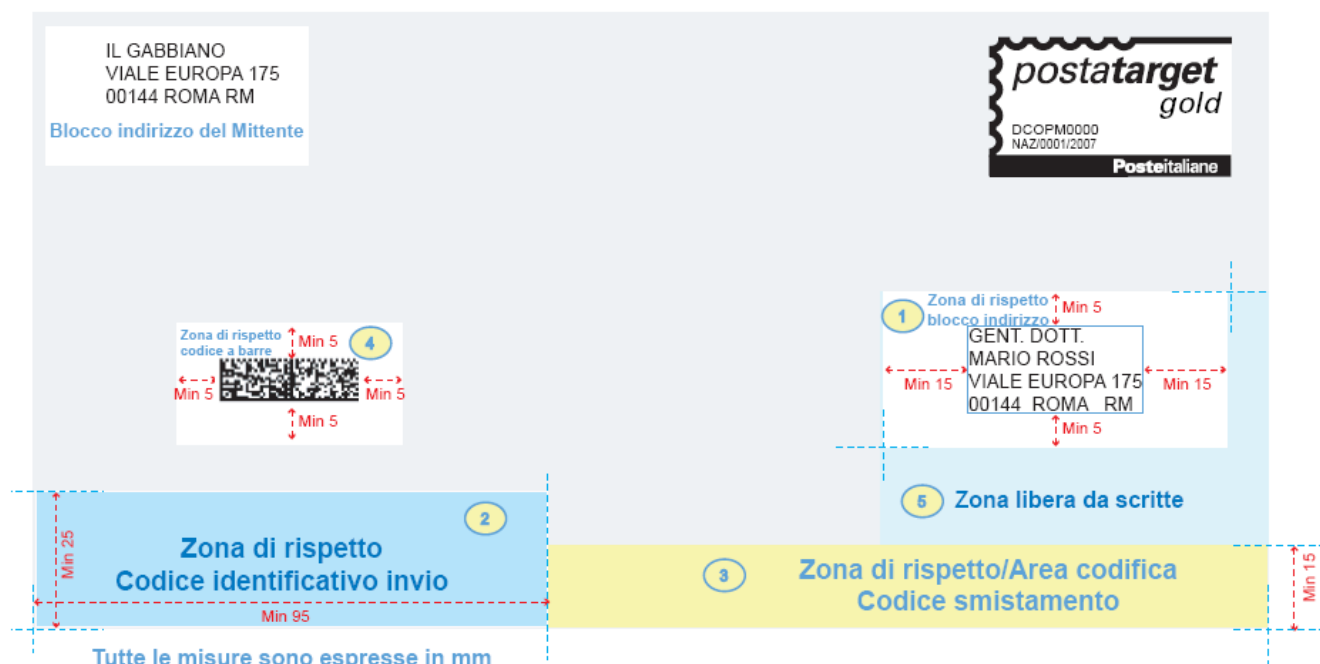 IL GABBIANO
VIALE EUROPA 175
00144 ROMA RM
Blocco indirizzo del Mittente
postatarget
gold
DCOPM0000
NAZ/0001/2007
Posteitaliane
Zona di rispetto
codice a barre
Min 5
4
Min 5
Min 5
Min 5
1
Zona di rispetto
blocco indirizzo
Min 5
GENT. DOTT.
MARIO ROSSI
VIALE EUROPA 175
00144 ROMA RM
Min 15
Min 15
Min 5
5
Zona libera da scritte
2
Zona di rispetto
Codice identificativo invio
Min 25
Min 95
3
Zona di rispetto/Area codifica
Codice smistamento
Min 15
Tutte le misure sono espresse in mm